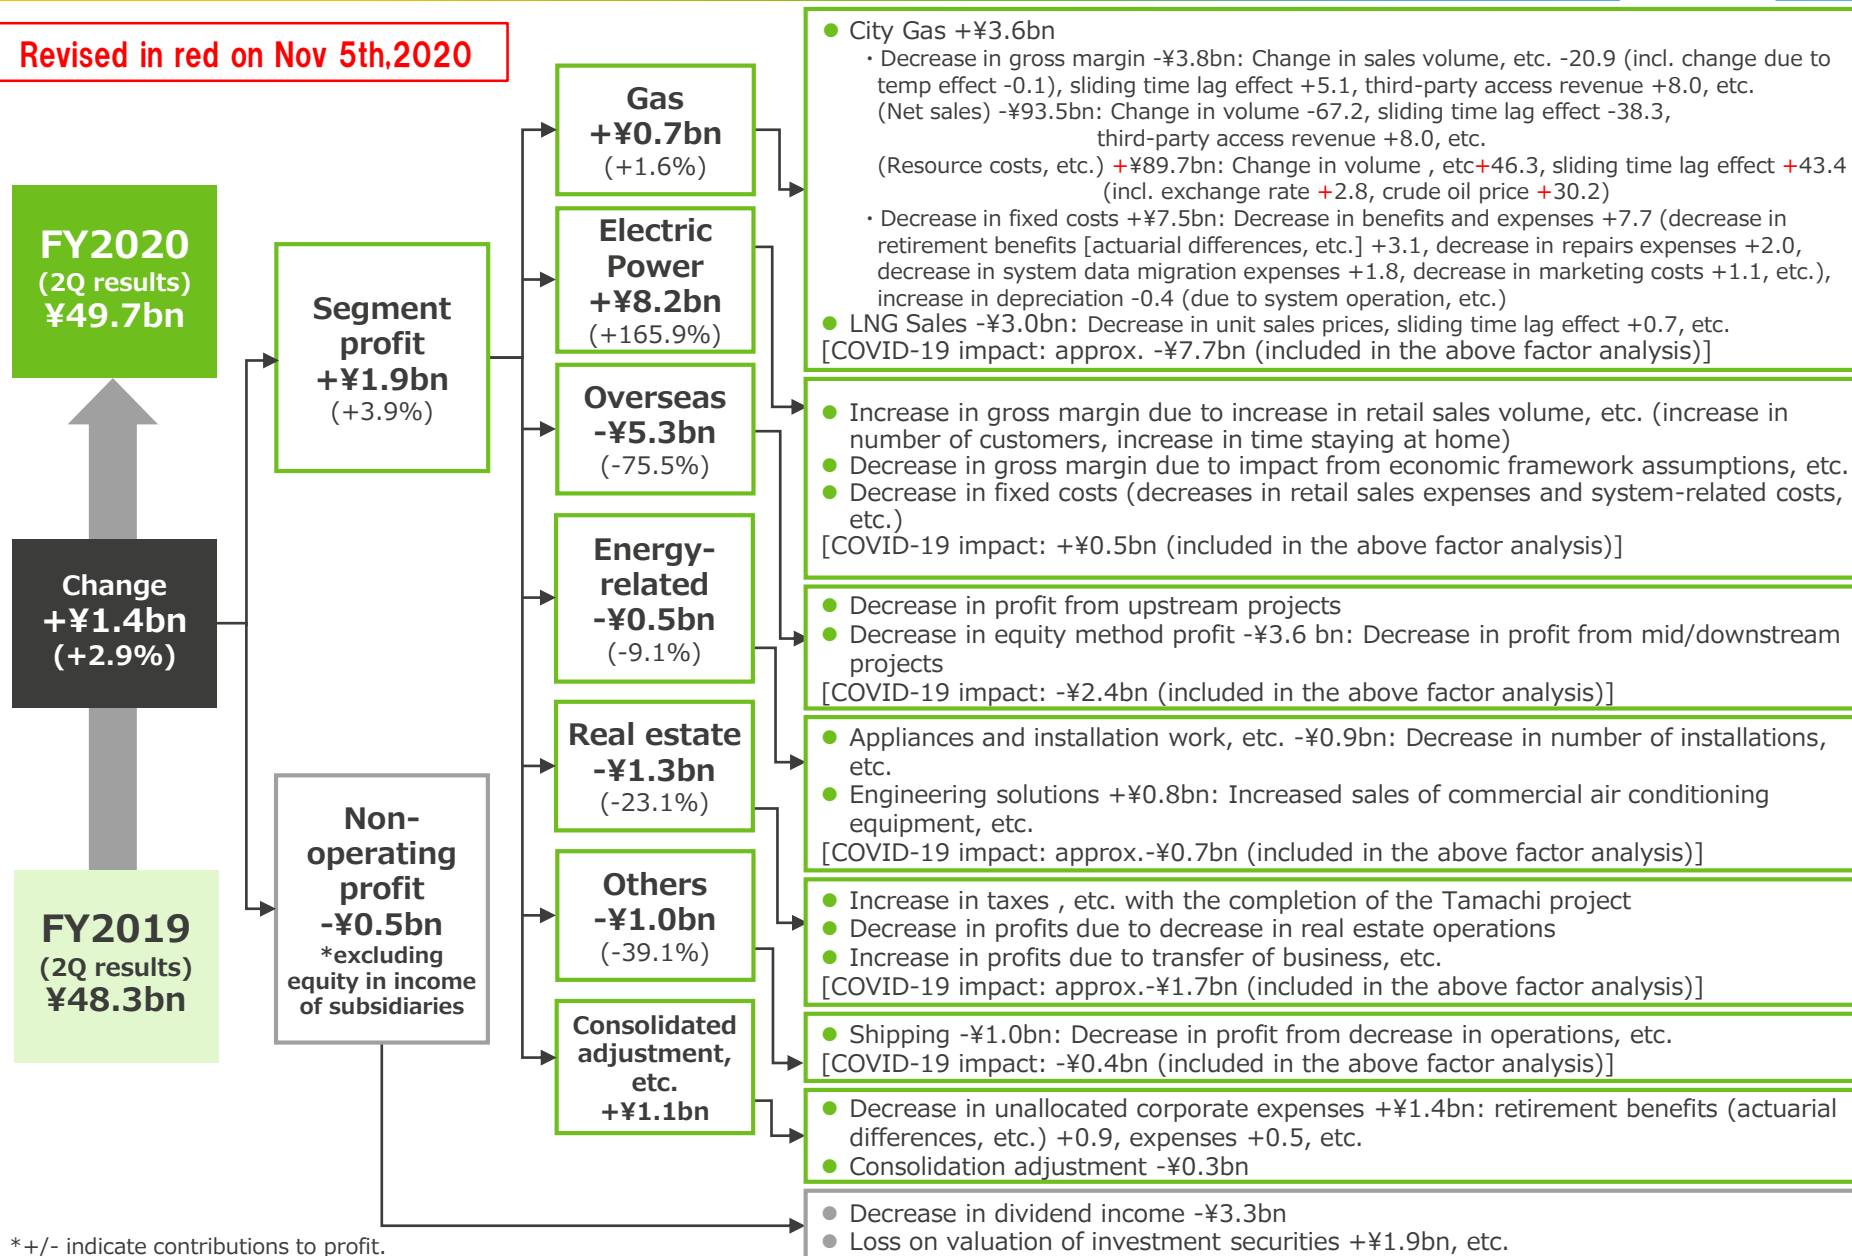 Revised in red on Nov 5th,2020
FY2020
(2Q results)
¥49.7bn
Change
+¥1.4bn
(+2.9%)
FY2019
(2Q results)
¥48.3bn
Segment
profit
+¥1.9bn
(+3.9%)
Non-
operating
profit
-¥0.5bn
*excluding
equity in income
of subsidiaries
Gas
+¥0.7bn
(+1.6%)
Electric
Power
+¥8.2bn
(+165.9%)
Overseas
-¥5.3bn
(-75.5%)
Energy-
related
-¥0.5bn
(-9.1%)
Real estate
-¥1.3bn
(-23.1%)
Others
-¥1.0bn
(-39.1%)
Consolidated
adjustment,
etc.
+¥1.1bn
● City Gas +¥3.6bn
・Decrease in gross margin -¥3.8bn: Change in sales volume, etc. -20.9 (incl. change due to
temp effect -0.1), sliding time lag effect +5.1, third-party access revenue +8.0, etc.
(Net sales) -¥93.5bn: Change in volume -67.2, sliding time lag effect -38.3,
third-party access revenue +8.0, etc.
(Resource costs, etc.) +¥89.7bn: Change in volume , etc+46.3, sliding time lag effect +43.4
(incl. exchange rate +2.8, crude oil price +30.2)
・Decrease in fixed costs +¥7.5bn: Decrease in benefits and expenses +7.7 (decrease in
retirement benefits [actuarial differences, etc.] +3.1, decrease in repairs expenses +2.0,
decrease in system data migration expenses +1.8, decrease in marketing costs +1.1, etc.),
increase in depreciation -0.4 (due to system operation, etc.)
● LNG Sales -¥3.0bn: Decrease in unit sales prices, sliding time lag effect +0.7, etc.
[COVID-19 impact: approx. -¥7.7bn (included in the above factor analysis)]
● Increase in gross margin due to increase in retail sales volume, etc. (increase in
number of customers, increase in time staying at home)
● Decrease in gross margin due to impact from economic framework assumptions, etc.
● Decrease in fixed costs (decreases in retail sales expenses and system-related costs,
etc.)
[COVID-19 impact: +¥0.5bn (included in the above factor analysis)]
● Decrease in profit from upstream projects
● Decrease in equity method profit -¥3.6 bn: Decrease in profit from mid/downstream
projects
[COVID-19 impact: -¥2.4bn (included in the above factor analysis)]
● Appliances and installation work, etc. -¥0.9bn: Decrease in number of installations,
etc.
● Engineering solutions +¥0.8bn: Increased sales of commercial air conditioning
equipment, etc.
[COVID-19 impact: approx.-¥0.7bn (included in the above factor analysis)]
● Increase in taxes , etc. with the completion of the Tamachi project
● Decrease in profits due to decrease in real estate operations
● Increase in profits due to transfer of business, etc.
[COVID-19 impact: approx.-¥1.7bn (included in the above factor analysis)]
● Shipping -¥1.0bn: Decrease in profit from decrease in operations, etc.
[COVID-19 impact: -¥0.4bn (included in the above factor analysis)]
● Decrease in unallocated corporate expenses +¥1.4bn: retirement benefits (actuarial
differences, etc.) +0.9, expenses +0.5, etc.
● Consolidation adjustment -¥0.3bn
● Decrease in dividend income -¥3.3bn
● Loss on valuation of investment securities +¥1.9bn, etc.
*+/- indicate contributions to profit.